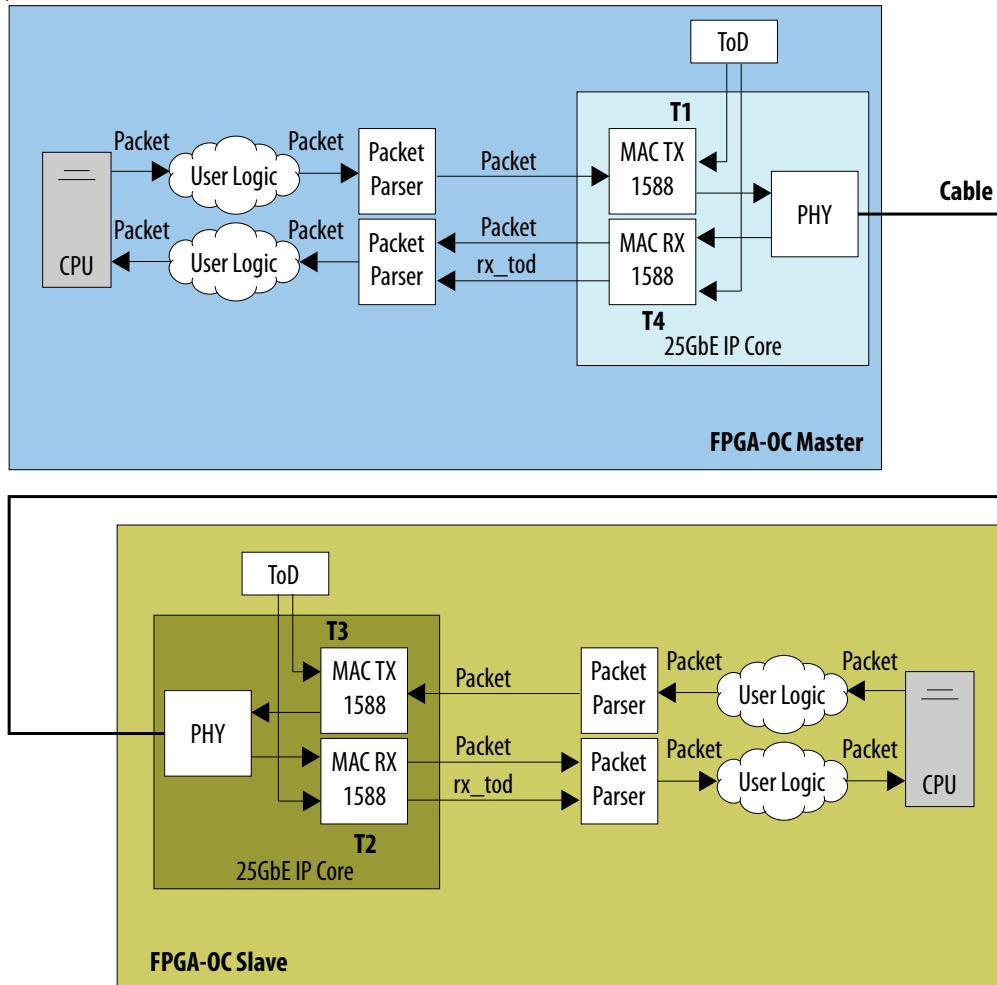 ToD
T1
Packet
Packet
Packet
MAC TX
1588
Packet
Parser
User Logic
PHY
Cable
Packet
Packet
Packet
MAC RX
1588
Packet
Parser
User Logic
rx_tod
CPU
T4
25GbE IP Core
FPGA-OC Master
ToD
T3
MAC TX
1588
Packet
Packet
Parser
Packet
Packet
User Logic
PHY
MAC RX
1588
Packet
rx_tod
Packet
Parser
Packet
Packet
User Logic
CPU
T2
25GbE IP Core
FPGA-OC Slave